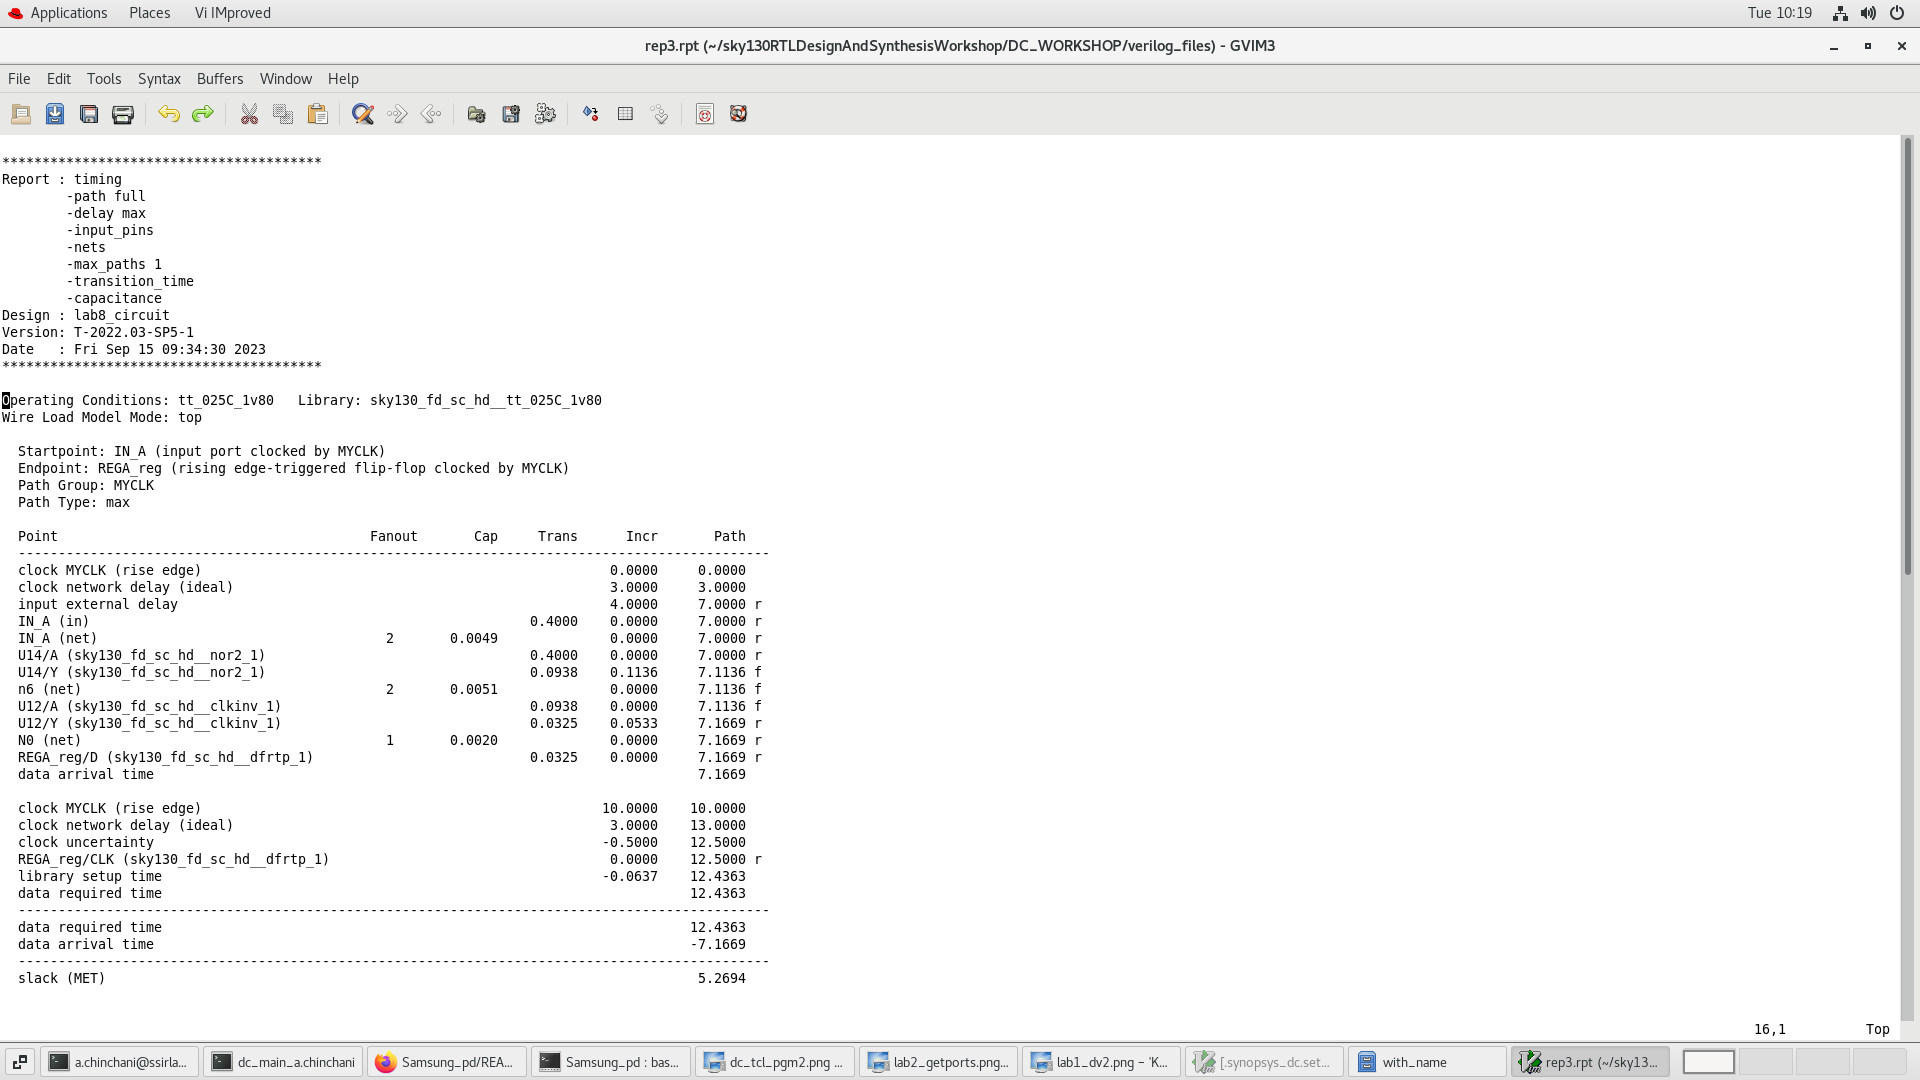 Applications Places Vi IMproved Tue 10:19
rep3.rpt (~/sky130RTLDesignAndSynthesisWorkshop/DC_WORKSHOP/verilog_files) - GVIM3
File Edit Tools Syntax Buffers Window Help
****************************************
Report : timing
-path full
-delay max
-input_pins
-nets
-max_paths 1
-transition_time
-capacitance
Design : lab8_circuit
Version: T-2022.03-SP5-1
Date   : Fri Sep 15 09:34:30 2023
****************************************
Operating Conditions: tt_025C_1v80   Library: sky130_fd_sc_hd__tt_025C_1v80
Wire Load Model Mode: top
Startpoint: IN_A (input port clocked by MYCLK)
Endpoint: REGA_reg (rising edge-triggered flip-flop clocked by MYCLK)
Path Group: MYCLK
Path Type: max
Point Fanout Cap Trans Incr Path
----------------------------------------------------------------------------------------------
clock MYCLK (rise edge) 0.0000 0.0000
clock network delay (ideal) 3.0000 3.0000
input external delay 4.0000 7.0000 r
IN_A (in) 0.4000 0.0000 7.0000 r
IN_A (net) 2 0.0049 0.0000 7.0000 r
U14/A (sky130_fd_sc_hd__nor2_1) 0.4000 0.0000 7.0000 r
U14/Y (sky130_fd_sc_hd__nor2_1) 0.0938 0.1136 7.1136 f
n6 (net) 2 0.0051 0.0000 7.1136 f
U12/A (sky130_fd_sc_hd__clkinv_1) 0.0938 0.0000 7.1136 f
U12/Y (sky130_fd_sc_hd__clkinv_1) 0.0325 0.0533 7.1669 r
N0 (net) 1 0.0020 0.0000 7.1669 r
REGA_reg/D (sky130_fd_sc_hd__dfrtp_1) 0.0325 0.0000 7.1669 r
data arrival time 7.1669
clock MYCLK (rise edge) 10.0000 10.0000
clock network delay (ideal) 3.0000 13.0000
clock uncertainty -0.5000 12.5000
REGA_reg/CLK (sky130_fd_sc_hd__dfrtp_1) 0.0000 12.5000 r
library setup time -0.0637 12.4363
data required time 12.4363
----------------------------------------------------------------------------------------------
data required time 12.4363
data arrival time -7.1669
----------------------------------------------------------------------------------------------
slack (MET) 5.2694
16,1 Top
a.chinchani@ssirla... dc_main_a.chinchani Samsung_pd/REA... Samsung_pd : bas... dc_tcl_pgm2.png ... lab2_getports.png... lab1_dv2.png – 'K... [.synopsys_dc.set... with_name rep3.rpt (~/sky13...